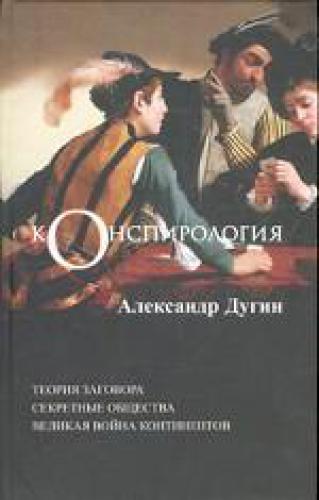 КОНСПИРОЛОГИЯ
Александр Дугин
ТЕОРИЯ ЗАГОВОРА
СЕКРЕТНЫЕ ОБЩЕСТВА
ВЕЛИКАЯ ВОЙНА КОНТИНЕНТОВ